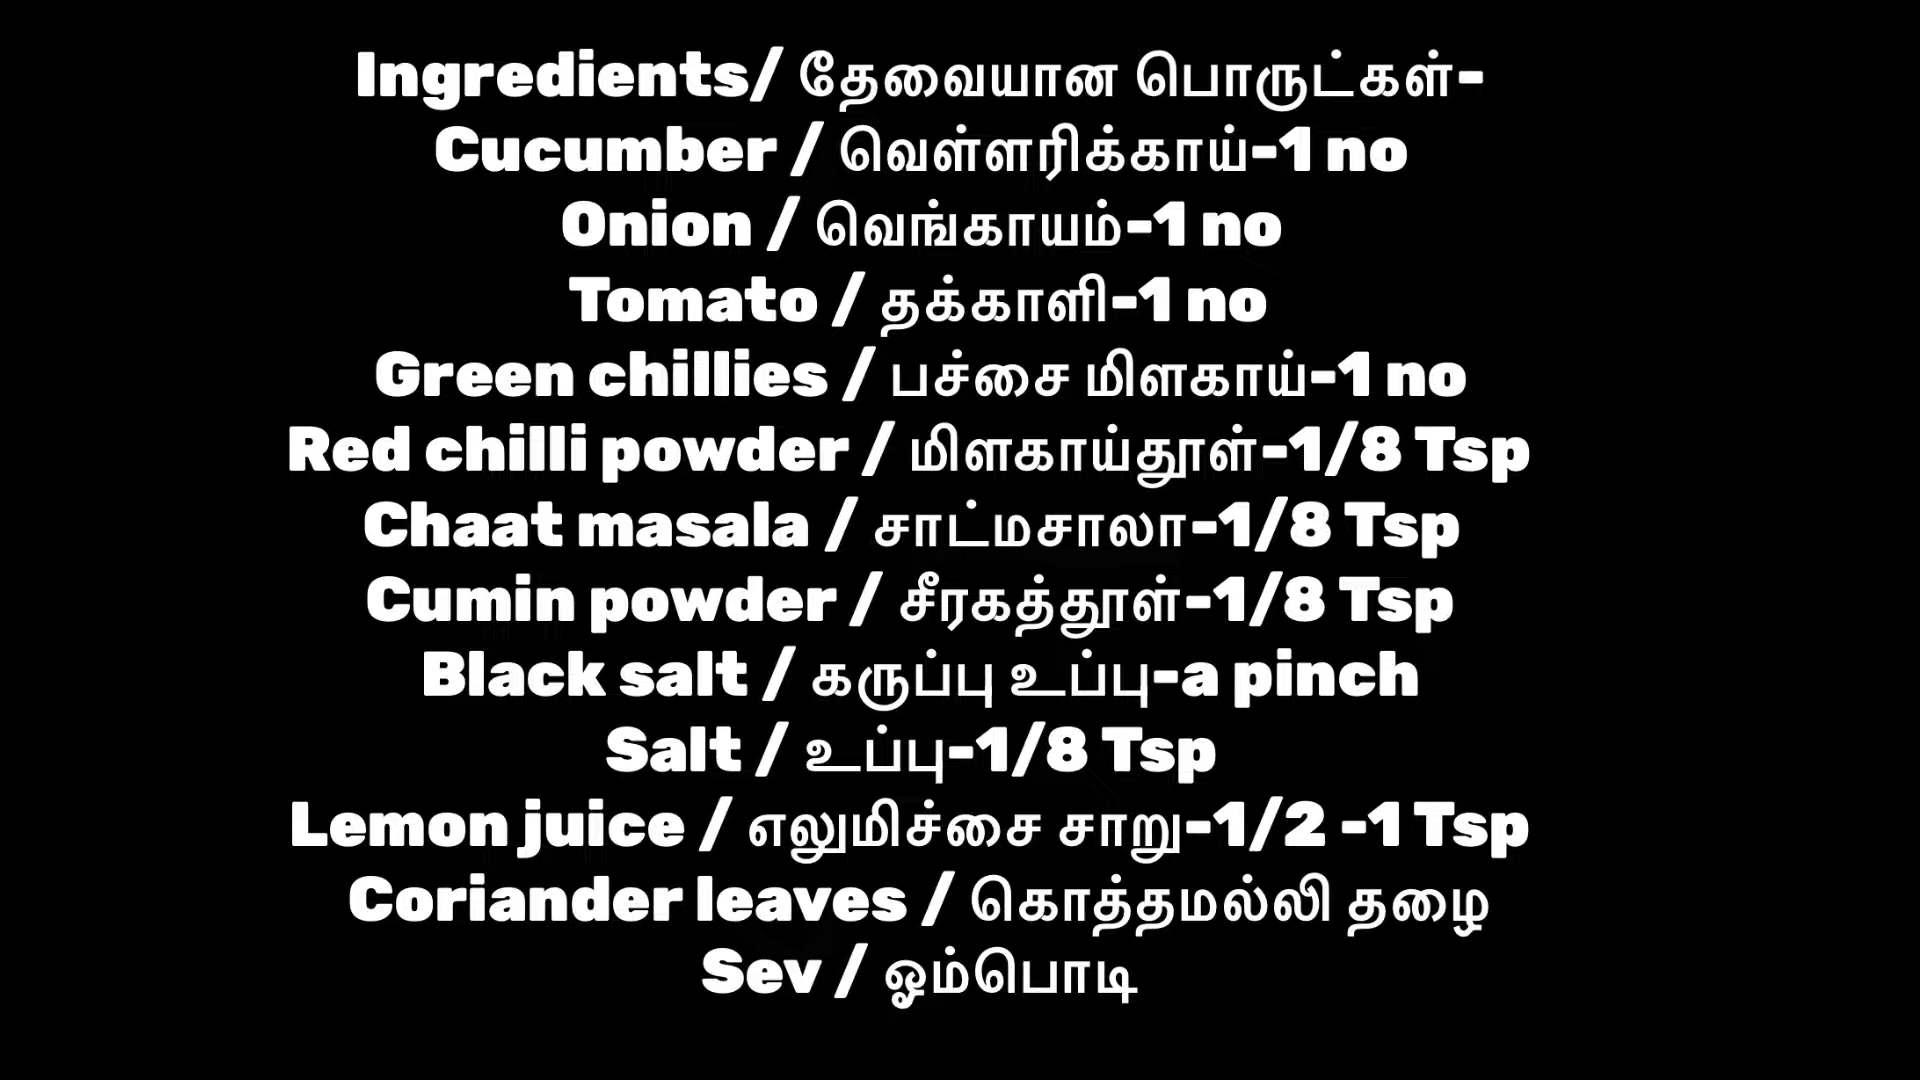 Ingredients/ தேவையான பொருட்கள்-
Cucumber / வெள்ளரிக்காய்-1 no
Onion / வெங்காயம்-1 no
Tomato / தக்காளி-1 no
Green chillies / பச்சை மிளகாய்-1 no
Red chilli powder / மிளகாய்தூள்-1/8 Tsp
Chaat masala / சாட்மசாலா-1/8 Tsp
Cumin powder / சீரகத்தூள்-1/8 Tsp
Black salt / கருப்பு உப்பு-a pinch
Salt / உப்பு-1/8 Tsp
Lemon juice / எலுமிச்சை சாறு-1/2 -1 Tsp
Coriander leaves / கொத்தமல்லி தழை
Sev / ஓம்பொடி